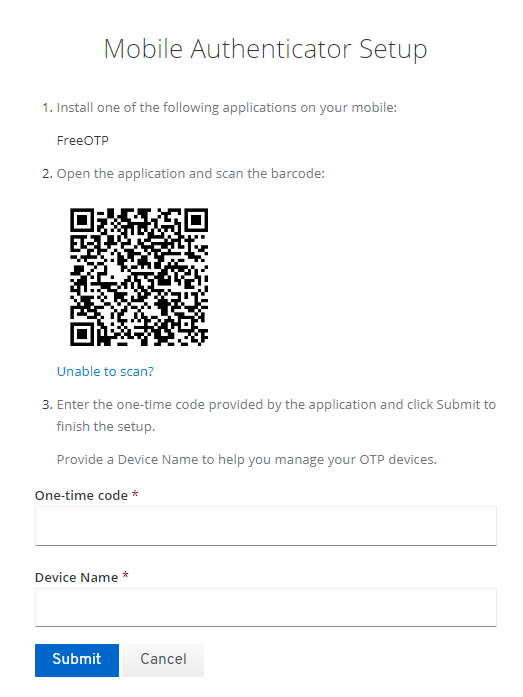 Mobile Authenticator Setup
1. Install one of the following applications on your mobile:
FreeOTP
2. Open the application and scan the barcode:
Unable to scan?
3. Enter the one-time code provided by the application and click Submit to
finish the setup.
Provide a Device Name to help you manage your OTP devices.
One-time code *
Device Name *
Submit Cancel